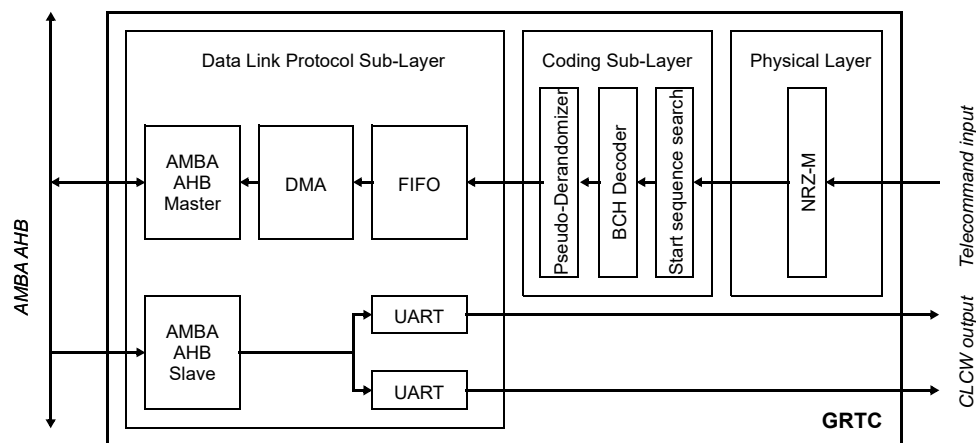 Data Link Protocol Sub-Layer
Coding Sub-Layer
Physical Layer
AMBA
AHB
Master
DMA
FIFO
Pseudo-Derandomizer
BCH Decoder
Start sequence search
NRZ-M
Telecommand input
AMBA AHB
AMBA
AHB
Slave
UART
UART
CLCW output
GRTC